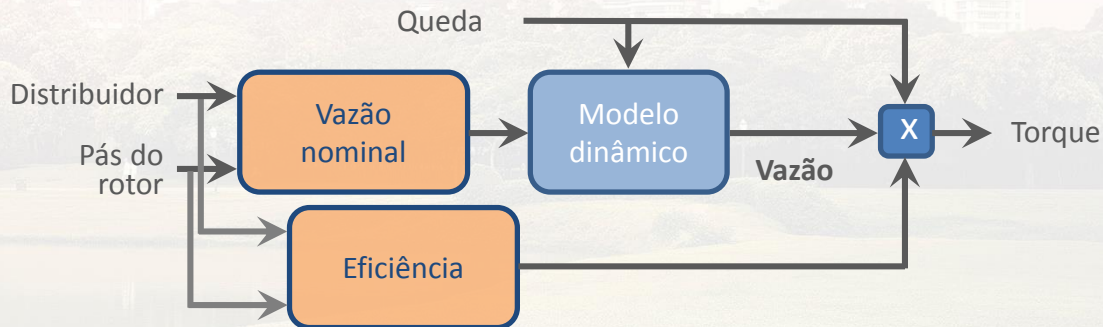 Queda
Distribuidor
Pás do
rotor
Vazão
nominal
Modelo
dinâmico
Vazão
X
Torque
Eficiência